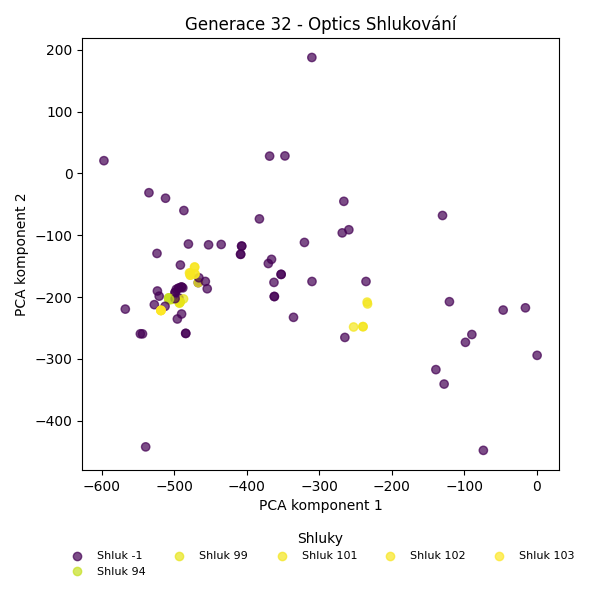 Generace 32 - Optics Shlukování
200
100
0
−100
−200
−300
−400
PCA komponent 2
−600 −500 −400 −300 −200 −100 0
PCA komponent 1
Shluky
Shluk -1 Shluk 99 Shluk 101 Shluk 102 Shluk 103
Shluk 94